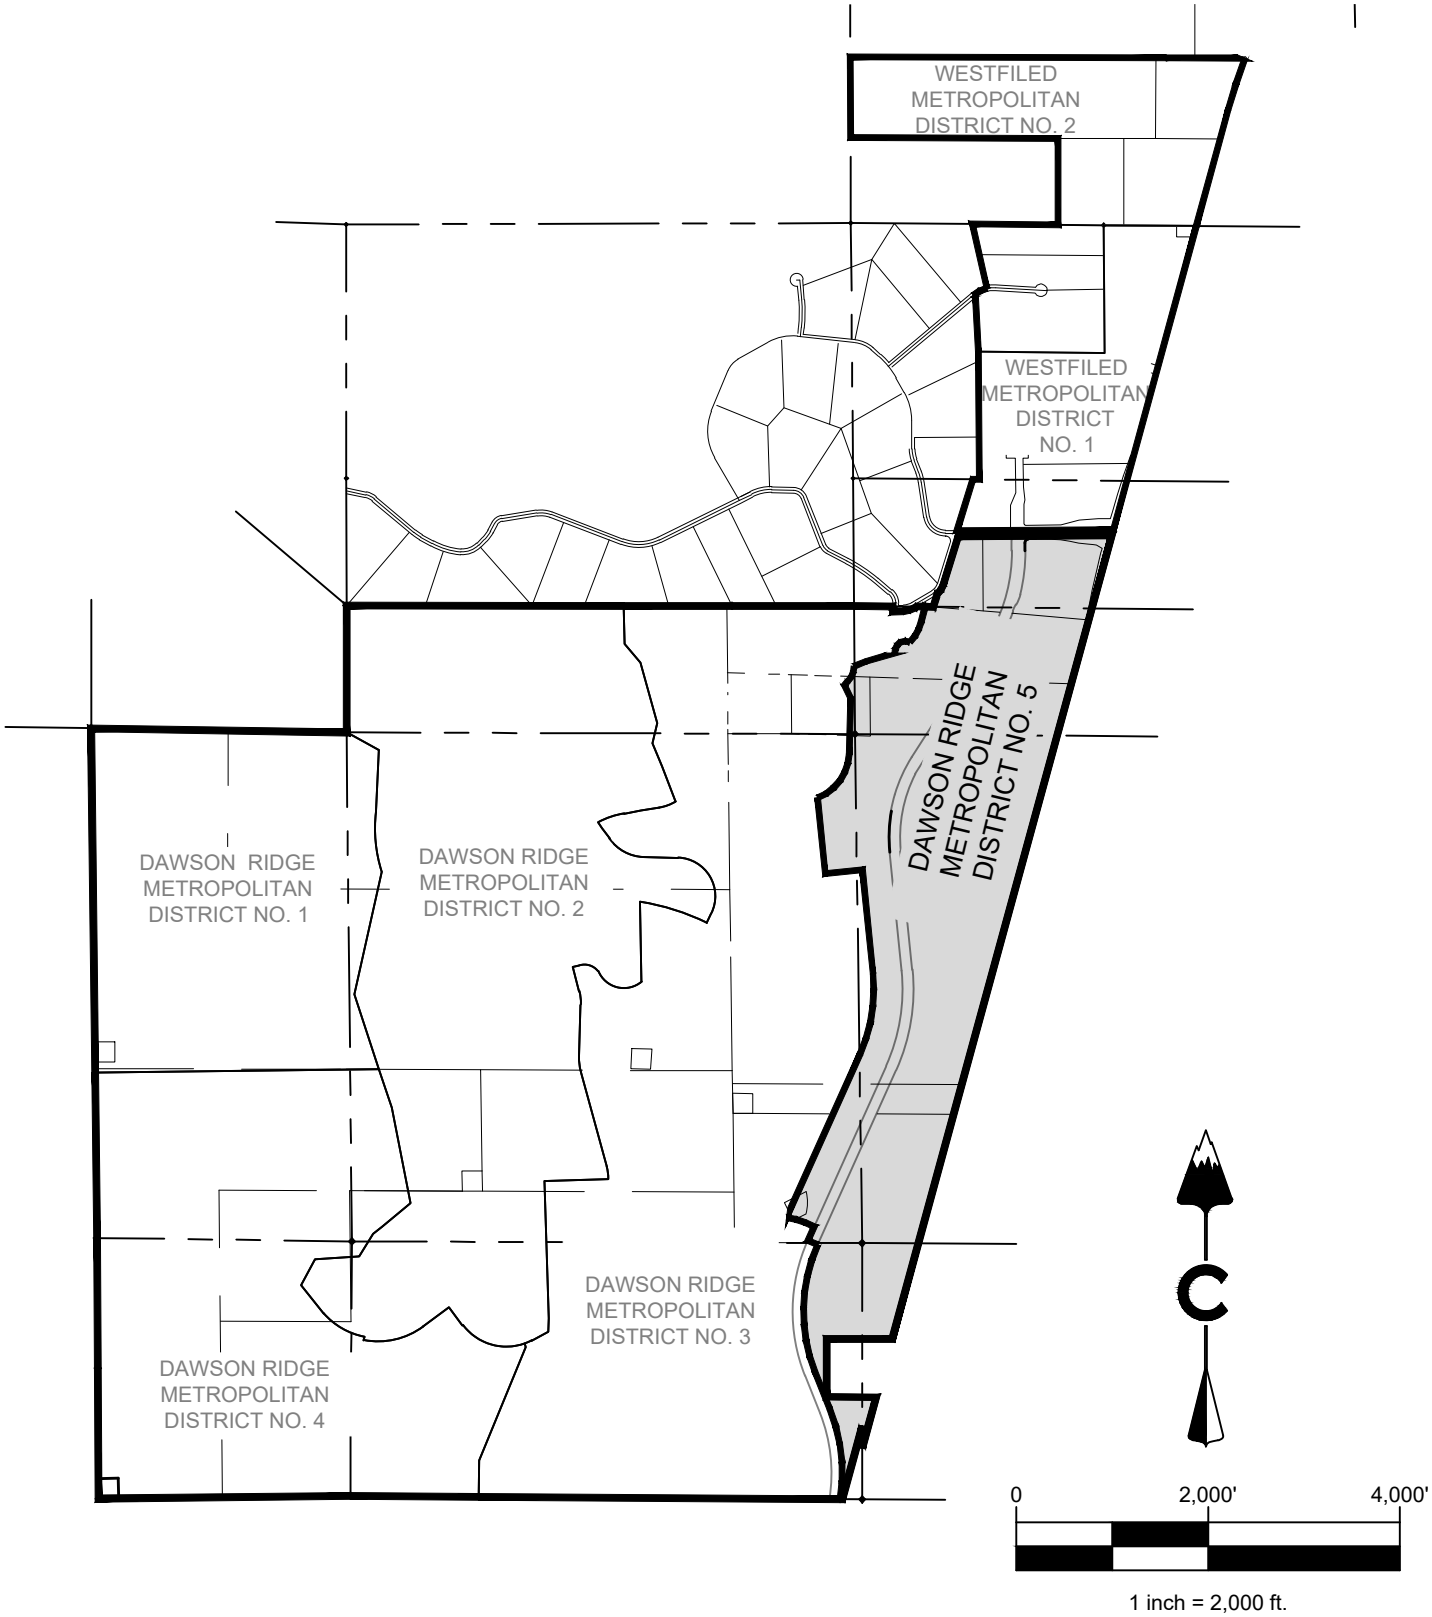 WESTFILED
METROPOLITAN
DISTRICT NO. 2
WESTFILED
METROPOLITAN
DISTRICT
NO. 1
DAWSON RIDGE
METROPOLITAN
DISTRICT NO. 5
DAWSON RIDGE
METROPOLITAN
DISTRICT NO. 1
DAWSON RIDGE
METROPOLITAN
DISTRICT NO. 2
DAWSON RIDGE
METROPOLITAN
DISTRICT NO. 3
DAWSON RIDGE
METROPOLITAN
DISTRICT NO. 4
C
0 2,000' 4,000'
1 inch = 2,000 ft.